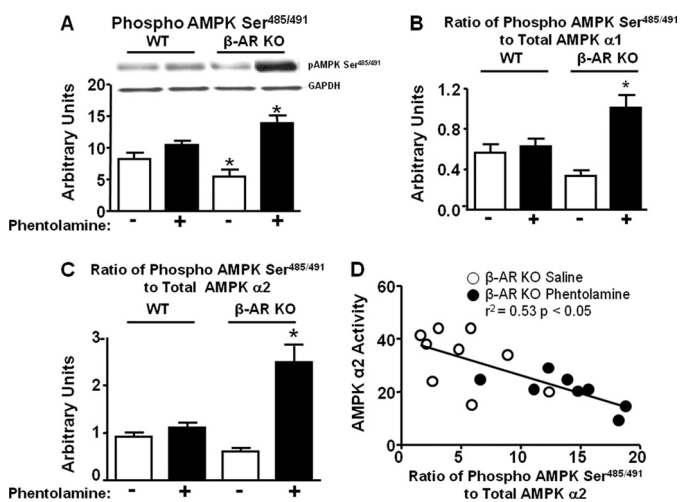 A
Phospho AMPK Ser485/491
WT β-AR KO
pAMPK Ser485/491
GAPDH
Arbitrary Units
20
15
10
5
0
*
*
Phentolamine: - + - +
B
Ratio of Phospho AMPK Ser485/491
to Total AMPK α1
WT β-AR KO
Arbitrary Units
1.2
0.8
0.4
0.0
*
- + - +
C
Ratio of Phospho AMPK Ser485/491
to Total AMPK α2
WT β-AR KO
Arbitrary Units
3
2
1
0
*
Phentolamine: - + - +
D
β-AR KO Saline
β-AR KO Phentolamine
r2 = 0.53 p < 0.05
AMPK α2 Activity
60
40
20
0
0 5 10 15 20
Ratio of Phospho AMPK Ser485/491
to Total AMPK α2